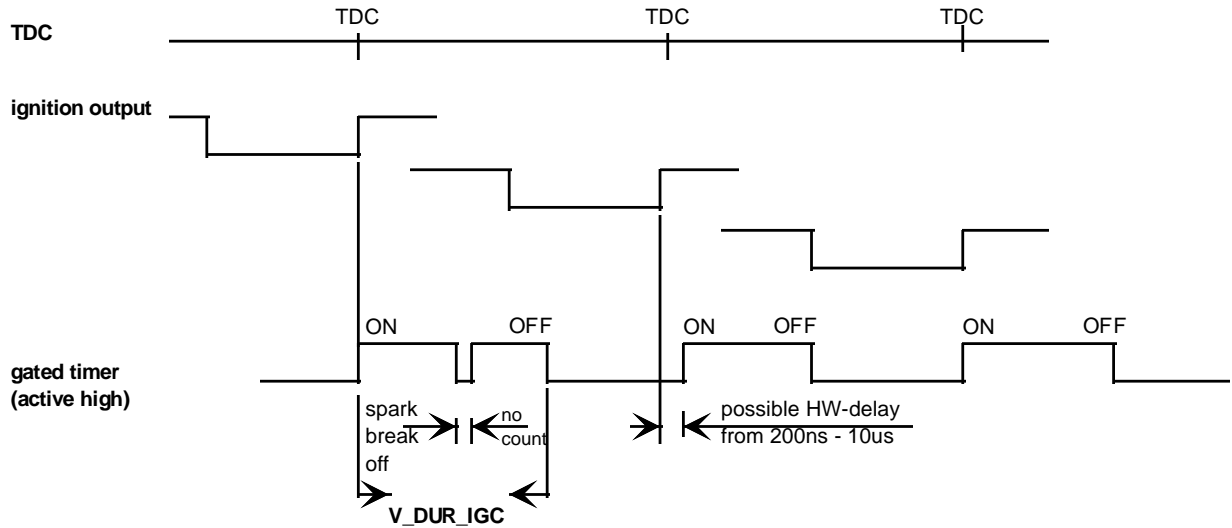 TDC TDC TDC
TDC
ignition output
ON OFF ON OFF ON OFF
gated timer
(active high)
spark
break
off
no
count
possible HW-delay
from 200ns - 10us
V_DUR_IGC